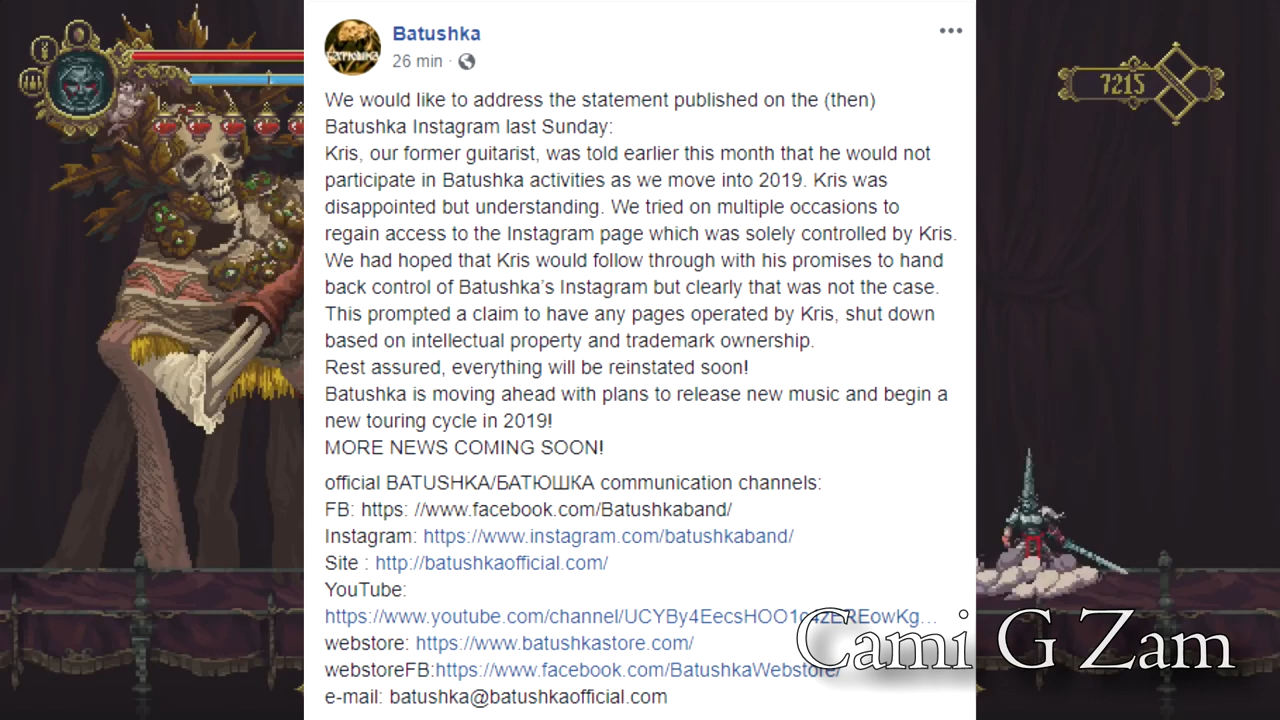 Batushka
26 min ·
7215
We would like to address the statement published on the (then)
Batushka Instagram last Sunday:
Kris, our former guitarist, was told earlier this month that he would not
participate in Batushka activities as we move into 2019. Kris was
disappointed but understanding. We tried on multiple occasions to
regain access to the Instagram page which was solely controlled by Kris.
We had hoped that Kris would follow through with his promises to hand
back control of Batushka's Instagram but clearly that was not the case.
This prompted a claim to have any pages operated by Kris, shut down
based on intellectual property and trademark ownership.
Rest assured, everything will be reinstated soon!
Batushka is moving ahead with plans to release new music and begin a
new touring cycle in 2019!
MORE NEWS COMING SOON!
official BATUSHKA/БАТЮШКА communication channels:
FB: https: //www.facebook.com/Batushkaband/
Instagram: https://www.instagram.com/batushkaband/
Site : http://batushkaofficial.com/
YouTube:
webstore: https://www.batushkastore.com/
webstoreFB:https://www.facebook.com/BatushkaWebstore/
e-mail: batushka@batushkaofficial.com
Cami G Zam